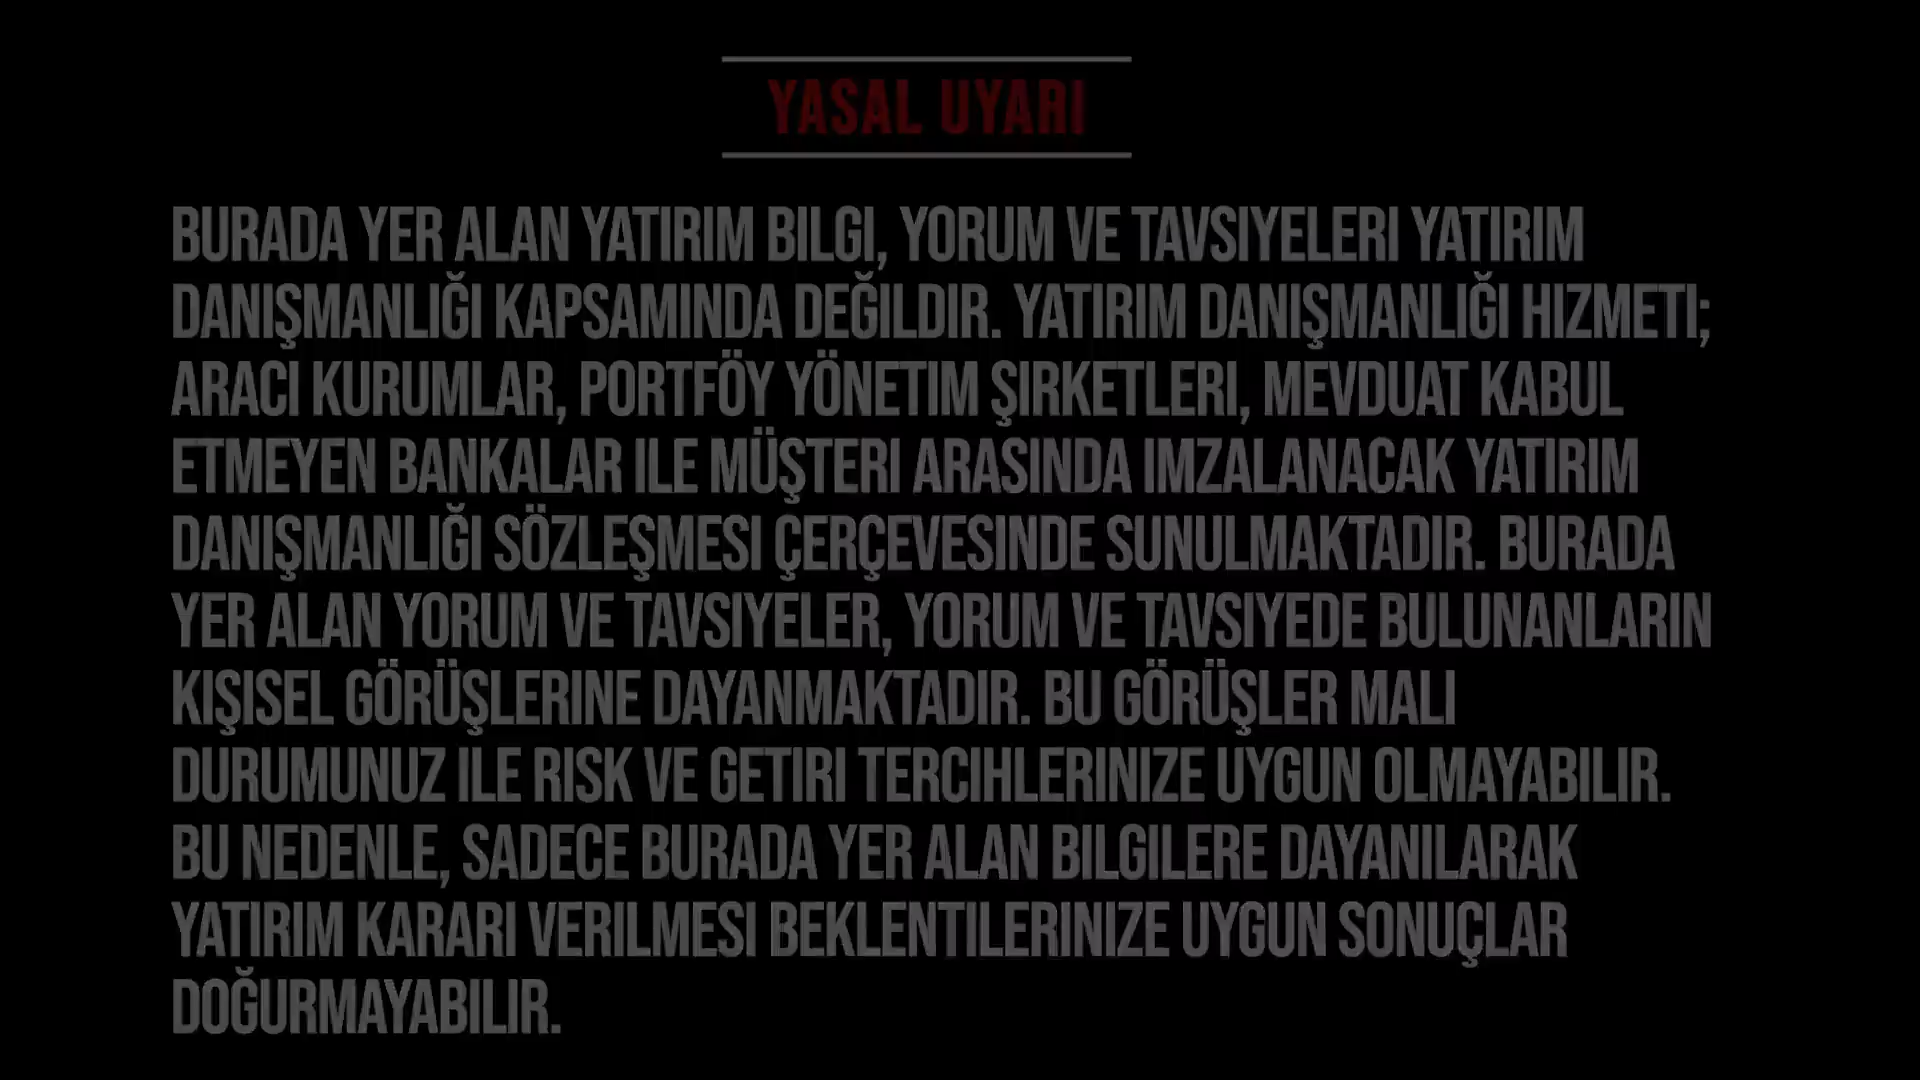 YASAL UYARI
BURADA YER ALAN YATIRIM BILGI, YORUM VE TAVSIYELERI YATIRIM
DANIŞMANLIĞI KAPSAMINDA DEĞILDIR. YATIRIM DANIŞMANLIĞI HIZMETI;
ARACI KURUMLAR, PORTFÖY YÖNETIM ŞIRKETLERI, MEVDUAT KABUL
ETMEYEN BANKALAR ILE MÜŞTERI ARASINDA IMZALANACAK YATIRIM
DANIŞMANLIĞI SÖZLEŞMESI ÇERÇEVESINDE SUNULMAKTADIR. BURADA
YER ALAN YORUM VE TAVSIYELER, YORUM VE TAVSIYEDE BULUNANLARIN
KIŞISEL GÖRÜŞLERINE DAYANMAKTADIR. BU GÖRÜŞLER MALI
DURUMUNUZ ILE RISK VE GETIRI TERCIHLERINIZE UYGUN OLMAYABILIR.
BU NEDENLE, SADECE BURADA YER ALAN BILGILERE DAYANILARAK
YATIRIM KARARI VERILMESI BEKLENTILERINIZE UYGUN SONUÇLAR
DOĞURMAYABILIR.